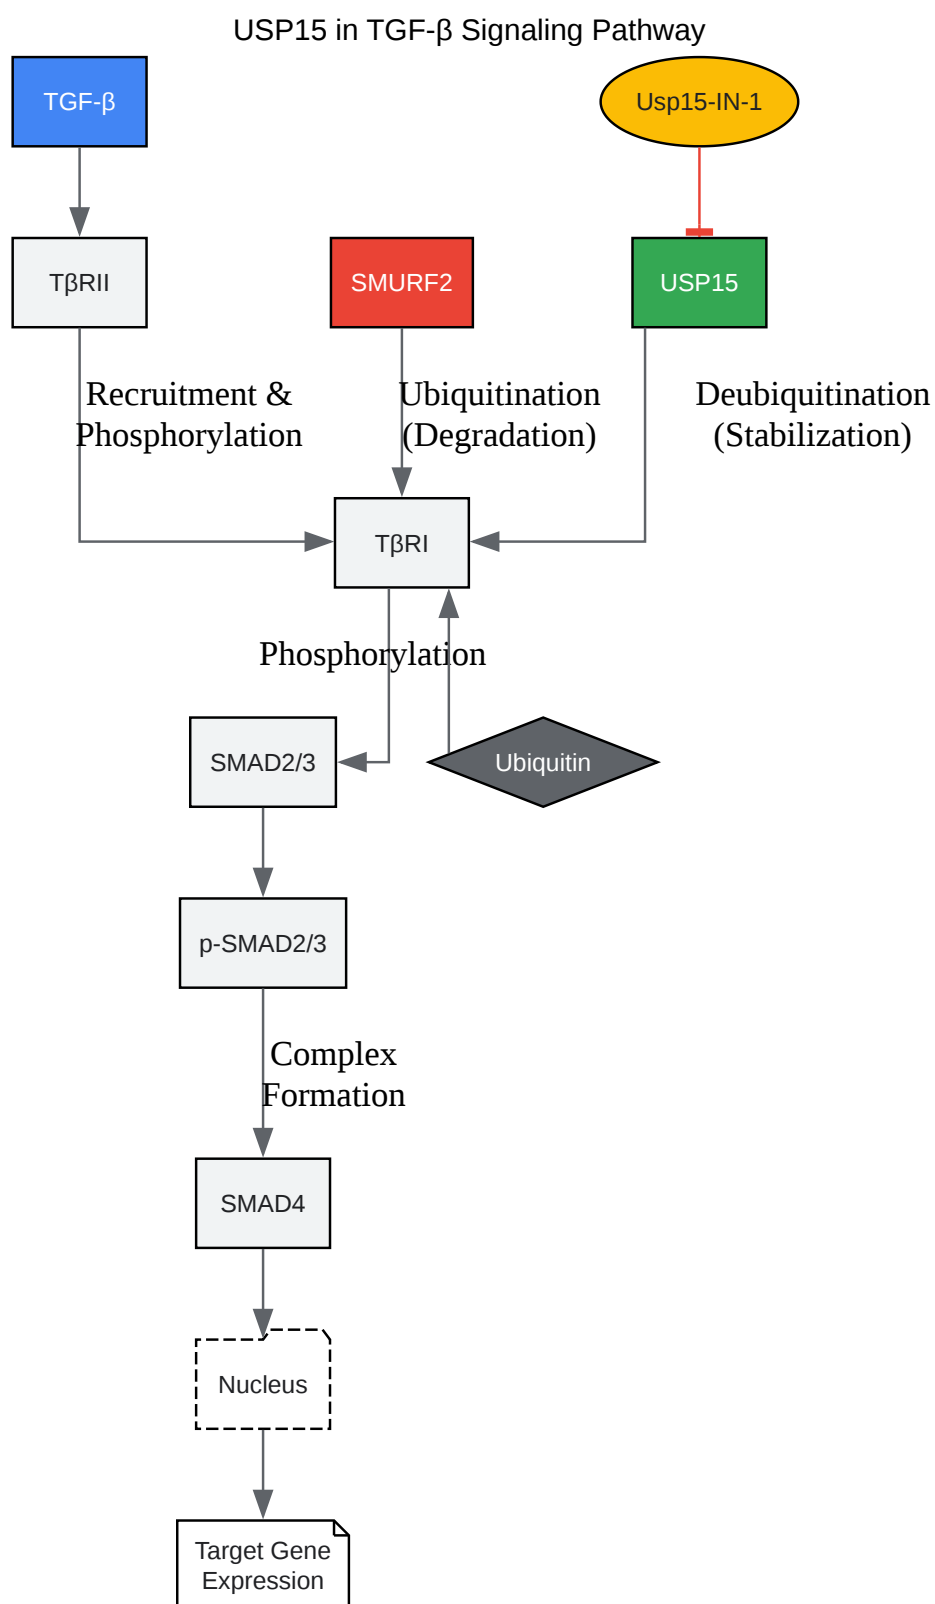 USP15 in TGF-β Signaling Pathway
TGF-β
Usp15-IN-1
TβRII
SMURF2
USP15
Recruitment &
Phosphorylation
Ubiquitination
(Degradation)
Deubiquitination
(Stabilization)
TβRI
Phosphorylation
SMAD2/3
Ubiquitin
p-SMAD2/3
Complex
Formation
SMAD4
Nucleus
Target Gene
Expression